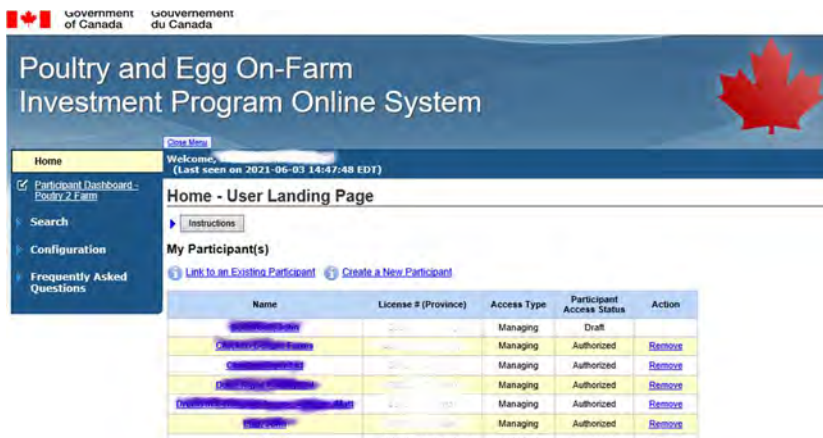 Government Gouvernement
of Canada du Canada
Poultry and Egg On-Farm
Investment Program Online System
Close Menu
Home
Welcome,
(Last seen on 2021-06-03 14:47:48 EDT)
Participant Dashboard -
Poultry 2 Farm
Home - User Landing Page
Search
Instructions
Configuration
My Participant(s)
Frequently Asked
Questions
Link to an Existing Participant Create a New Participant
Name License # (Province) Access Type Participant Access Status Action
Managing Draft
Managing Authorized Remove
Managing Authorized Remove
Managing Authorized Remove
Managing Authorized Remove
Managing Authorized Remove